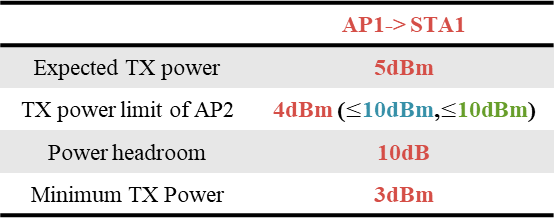 AP1-> STA1
Expected TX power 5dBm
TX power limit of AP2 4dBm (≤10dBm,≤10dBm)
Power headroom 10dB
Minimum TX Power 3dBm